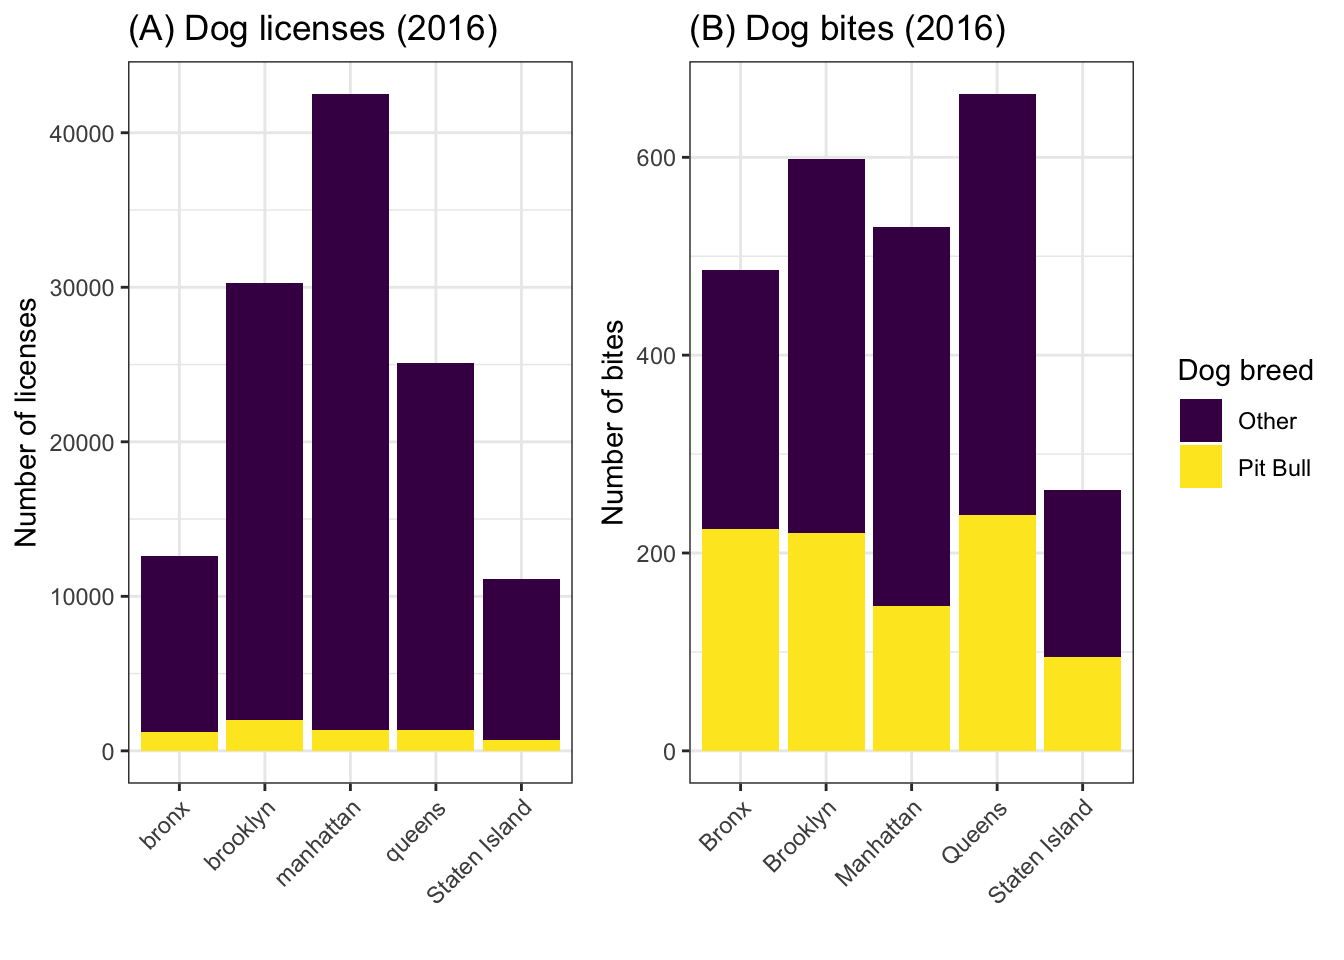 (A) Dog licenses (2016)
Number of licenses
40000
30000
20000
10000
0
bronx
brooklyn
manhattan
queens
Staten Island
(B) Dog bites (2016)
Number of bites
600
400
200
0
Bronx
Brooklyn
Manhattan
Queens
Staten Island
Dog breed
Other
Pit Bull